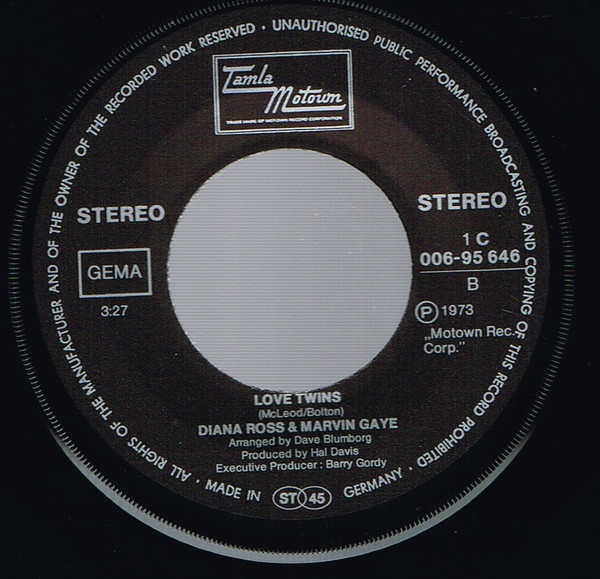 ALL RIGHTS OF THE MANUFACTURER AND OF THE OWNER OF THE RECORDED WORK RESERVED · UNAUTHORISED PUBLIC PERFORMANCE BROADCASTING AND COPYING OF THIS RECORD PROHIBITED ·
Tamla
Motown
TRADE MARK OF MOTOWN RECORD CORPORATION
STEREO
GEMA
3:27
STEREO
1 C
006-95 646
B
Ⓟ 1973
„Motown Rec.
Corp."
LOVE TWINS
(McLeod/Bolton)
DIANA ROSS & MARVIN GAYE
Arranged by Dave Blumborg
Produced by Hal Davis
Executive Producer: Barry Gordy
· MADE IN ST 45 GERMANY ·